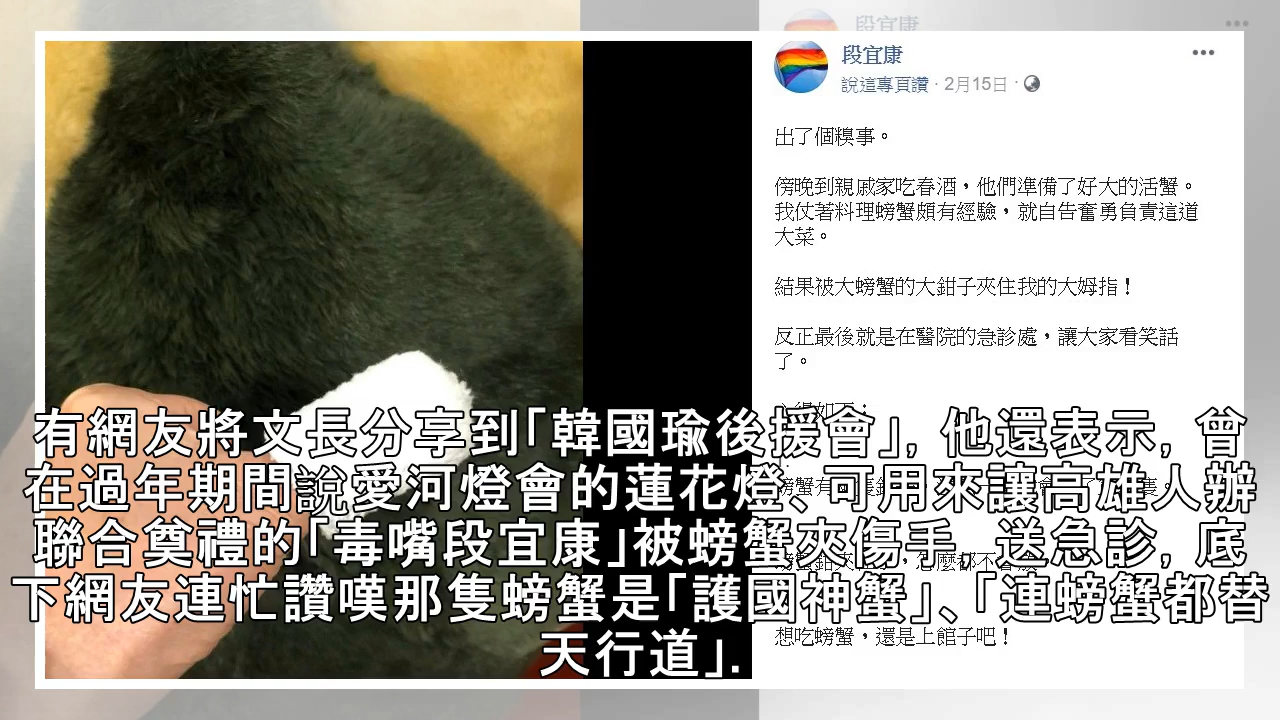 段宜康
段宜康
說這專頁讚 · 2月15日 ·
出了個糗事。
傍晚到親戚家吃春酒，他們準備了好大的活蟹。
我仗著料理螃蟹頗有經驗，就自告奮勇負責這道
大菜。
結果被大螃蟹的大鉗子夾住我的大姆指！
反正最後就是在醫院的急診處，讓大家看笑話
了。
心得如下：
有網友將文長分享到「韓國瑜後援會」, 他還表示, 曾
在過年期間說愛河燈會的蓮花燈、可用來讓高雄人辦
聯合奠禮的「毒嘴段宜康」被螃蟹夾傷手, 送急診, 底
下網友連忙讚嘆那隻螃蟹是「護國神蟹」、「連螃蟹都替
天行道」.
想吃螃蟹，還是上館子吧！